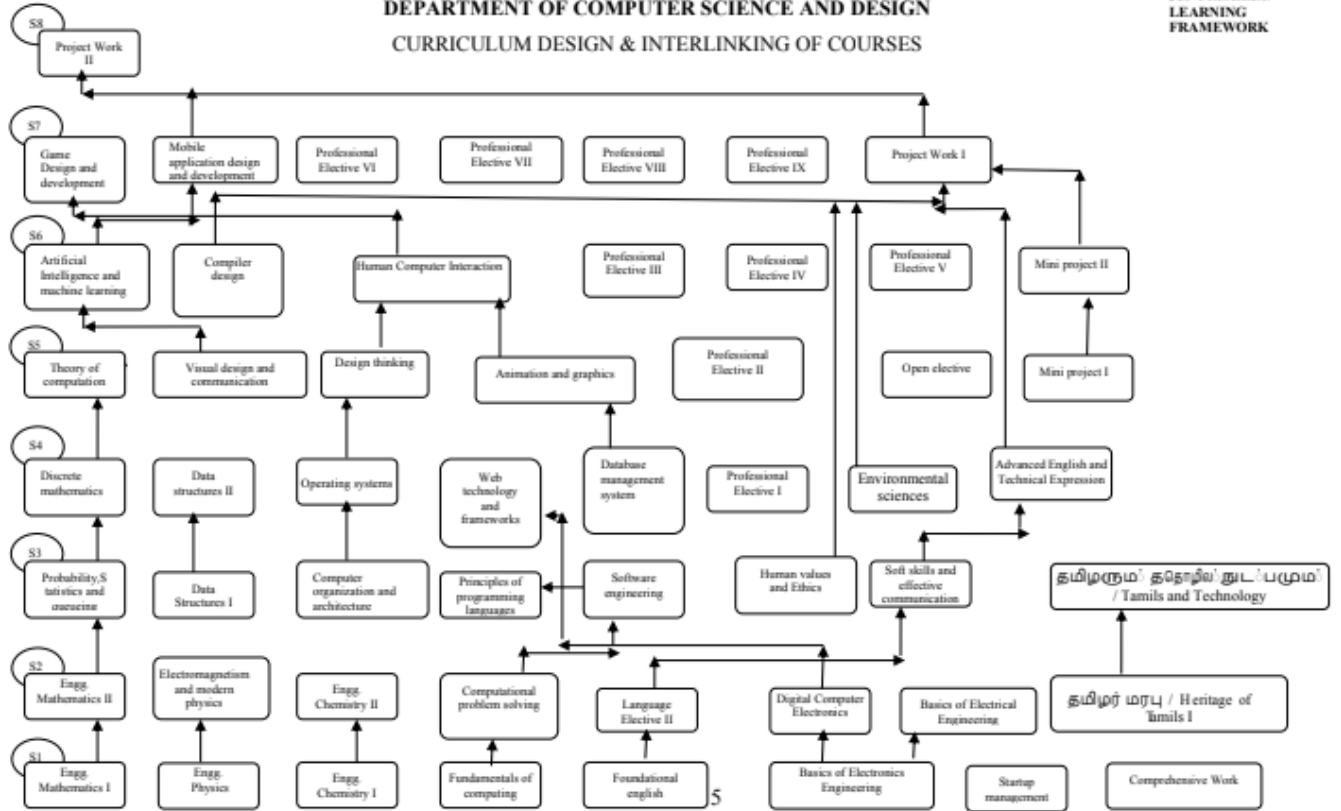 DEPARTMENT OF COMPUTER SCIENCE AND DESIGN
CURRICULUM DESIGN & INTERLINKING OF COURSES
LEARNING
FRAMEWORK
S8
Project Work
II
S7
Game
Design and
development
Mobile
application design
and development
Professional
Elective VI
Professional
Elective VII
Professional
Elective VIII
Professional
Elective IX
Project Work I
S6
Artificial
Intelligence and
machine learning
Compiler
design
Human Computer Interaction
Professional
Elective III
Professional
Elective IV
Professional
Elective V
Mini project II
S5
Theory of
computation
Visual design and
communication
Design thinking
Animation and graphics
Professional
Elective II
Open elective
Mini project I
S4
Discrete
mathematics
Data
structures II
Operating systems
Web
technology
and
frameworks
Database
management
system
Professional
Elective I
Environmental
sciences
Advanced English and
Technical Expression
S3
Probability,S
tatistics and
queueing
Data
Structures I
Computer
organization and
architecture
Principles of
programming
languages
Software
engineering
Human values
and Ethics
Soft skills and
effective
communication
/ Tamils and Technology
S2
Engg.
Mathematics II
Electromagnetism
and modern
physics
Engg.
Chemistry II
Computational
problem solving
Language
Elective II
Digital Computer
Electronics
Basics of Electrical
Engineering
தமிழர் மரபு / Heritage of
Tamils I
S1
Engg.
Mathematics I
Engg.
Physics
Engg.
Chemistry I
Fundamentals of
computing
Foundational
english
5
Basics of Electronics
Engineering
Startup
management
Comprehensive Work